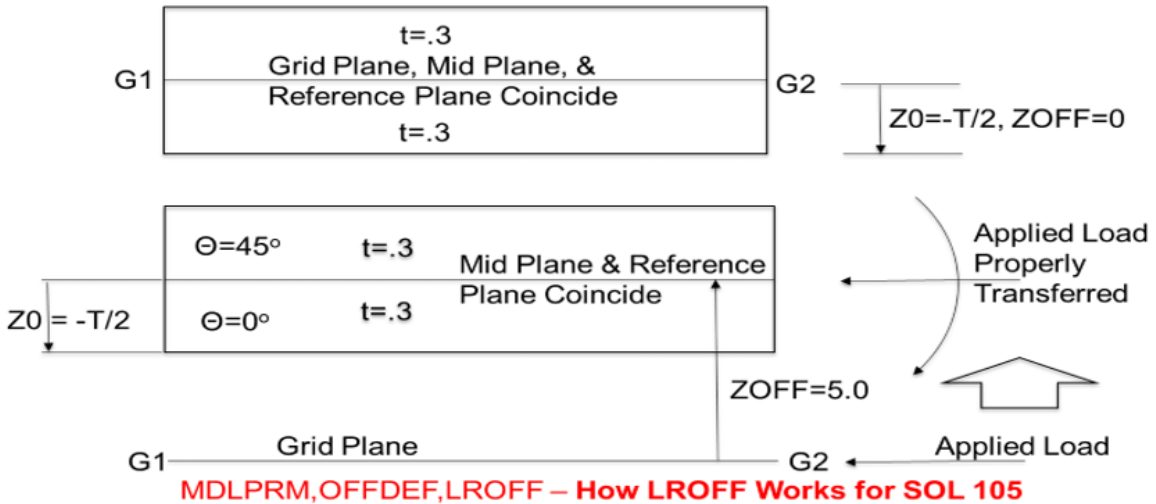 t=.3
G1
Grid Plane, Mid Plane, &
Reference Plane Coincide
G2
t=.3
Z0=-T/2, ZOFF=0
Θ=45o
t=.3
Mid Plane & Reference
Plane Coincide
Applied Load
Properly
Transferred
Z0 = -T/2
Θ=0o
t=.3
ZOFF=5.0
Grid Plane
G1
G2
Applied Load
MDLPRM,OFFDEF,LROFF – How LROFF Works for SOL 105